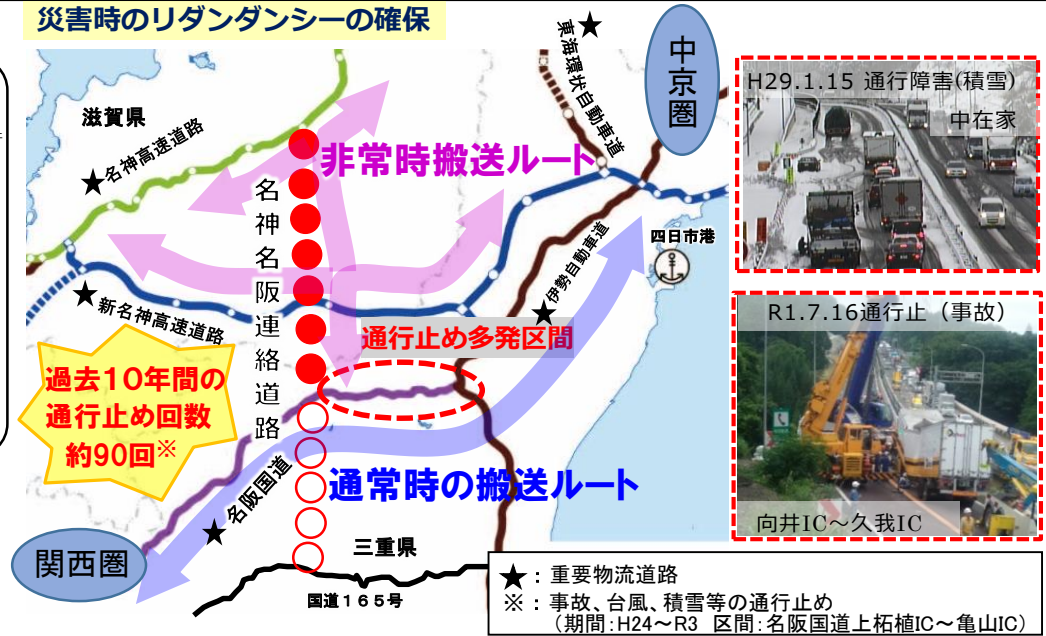 災害時のリダンダンシーの確保
東海環状自動車道
中京圏
滋賀県
名神高速道路
非常時搬送ルート
名神名阪連絡道路
四日市港
伊勢自動車道
新名神高速道路
通行止め多発区間
過去10年間の
通行止め回数
約90回※
通常時の搬送ルート
名阪国道
関西圏
三重県
国道165号
H29.1.15 通行障害(積雪)
中在家
R1.7.16通行止（事故）
向井IC～久我IC
★：重要物流道路
※：事故、台風、積雪等の通行止め
（期間：H24～R3 区間：名阪国道上柘植IC～亀山IC）